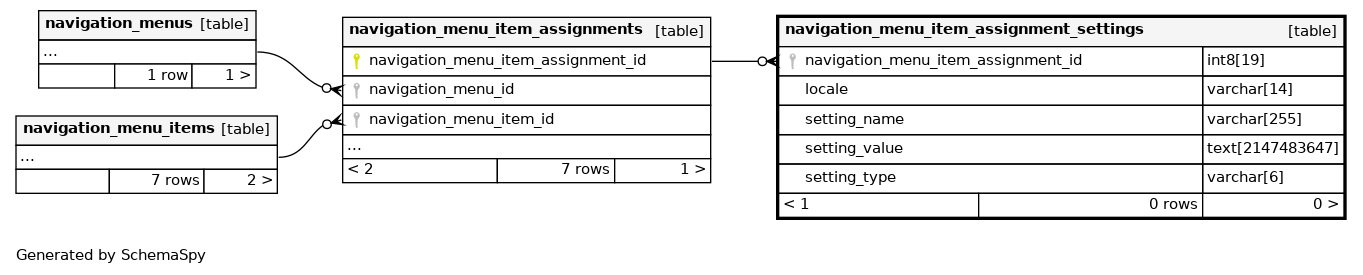 navigation_menus [table]
...
1 row 1 >
navigation_menu_items [table]
...
7 rows 2 >
navigation_menu_item_assignments [table]
navigation_menu_item_assignment_id
navigation_menu_id
navigation_menu_item_id
...
< 2 7 rows 1 >
navigation_menu_item_assignment_settings [table]
navigation_menu_item_assignment_id int8[19]
locale varchar[14]
setting_name varchar[255]
setting_value text[2147483647]
setting_type varchar[6]
< 1 0 rows 0 >
Generated by SchemaSpy